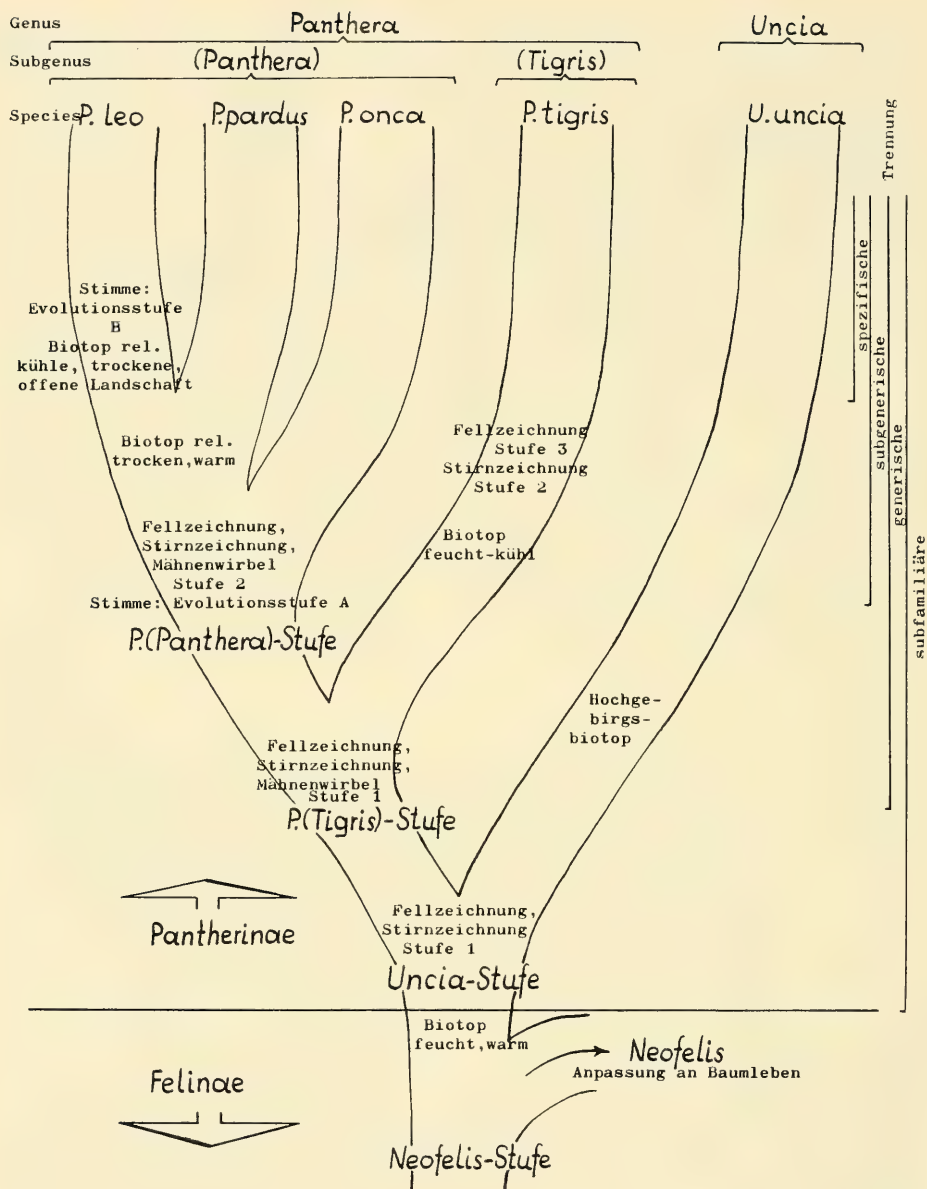 Genus
Panthera
Uncia
Subgenus
(Panthera)
(Tigris)
Species
P. leo
P.pardus
P.onca
P.tigris
U.uncia
Trennung
spezifische
subgenerische
generische
subfamiliäre
Stimme:
Evolutionsstufe
B
Biotop rel.
kühle, trockene,
offene Landschaft
Biotop rel.
trocken,warm
Fellzeichnung
Stufe 3
Stirnzeichnung
Stufe 2
Fellzeichnung,
Stirnzeichnung,
Mähnenwirbel
Stufe 2
Stimme: Evolutionsstufe A
Biotop
feucht-kühl
P.(Panthera)-Stufe
Hochge-
birgs-
biotop
Fellzeichnung,
Stirnzeichnung,
Mähnenwirbel
Stufe 1
P.(Tigris)-Stufe
Pantherinae
Fellzeichnung,
Stirnzeichnung
Stufe 1
Uncia-Stufe
Biotop
feucht,warm
Neofelis
Anpassung an Baumleben
Felinae
Neofelis-Stufe